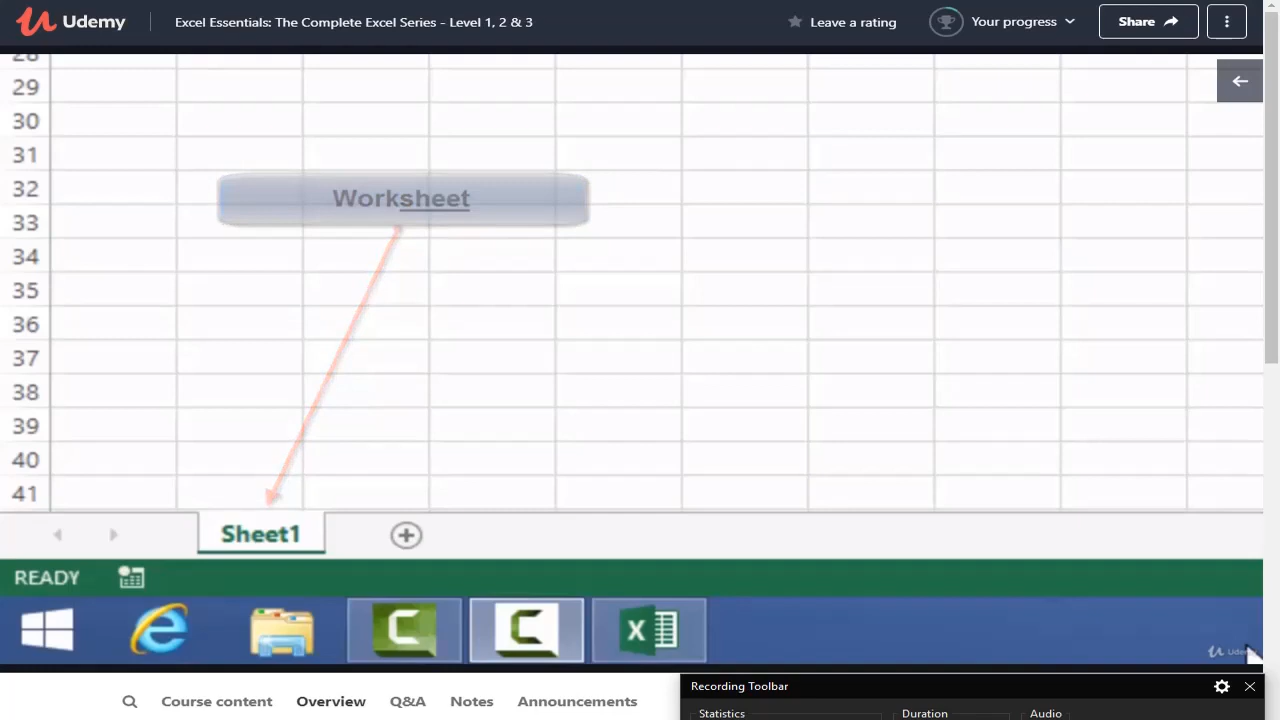 Udemy
Excel Essentials: The Complete Excel Series - Level 1, 2 & 3
Leave a rating
Your progress
Share
28
29
30
31
32
Worksheet
33
34
35
36
37
38
39
40
41
Sheet1
READY
Udemy
Course content
Overview
Q&A
Notes
Announcements
Recording Toolbar
Statistics
Duration
Audio